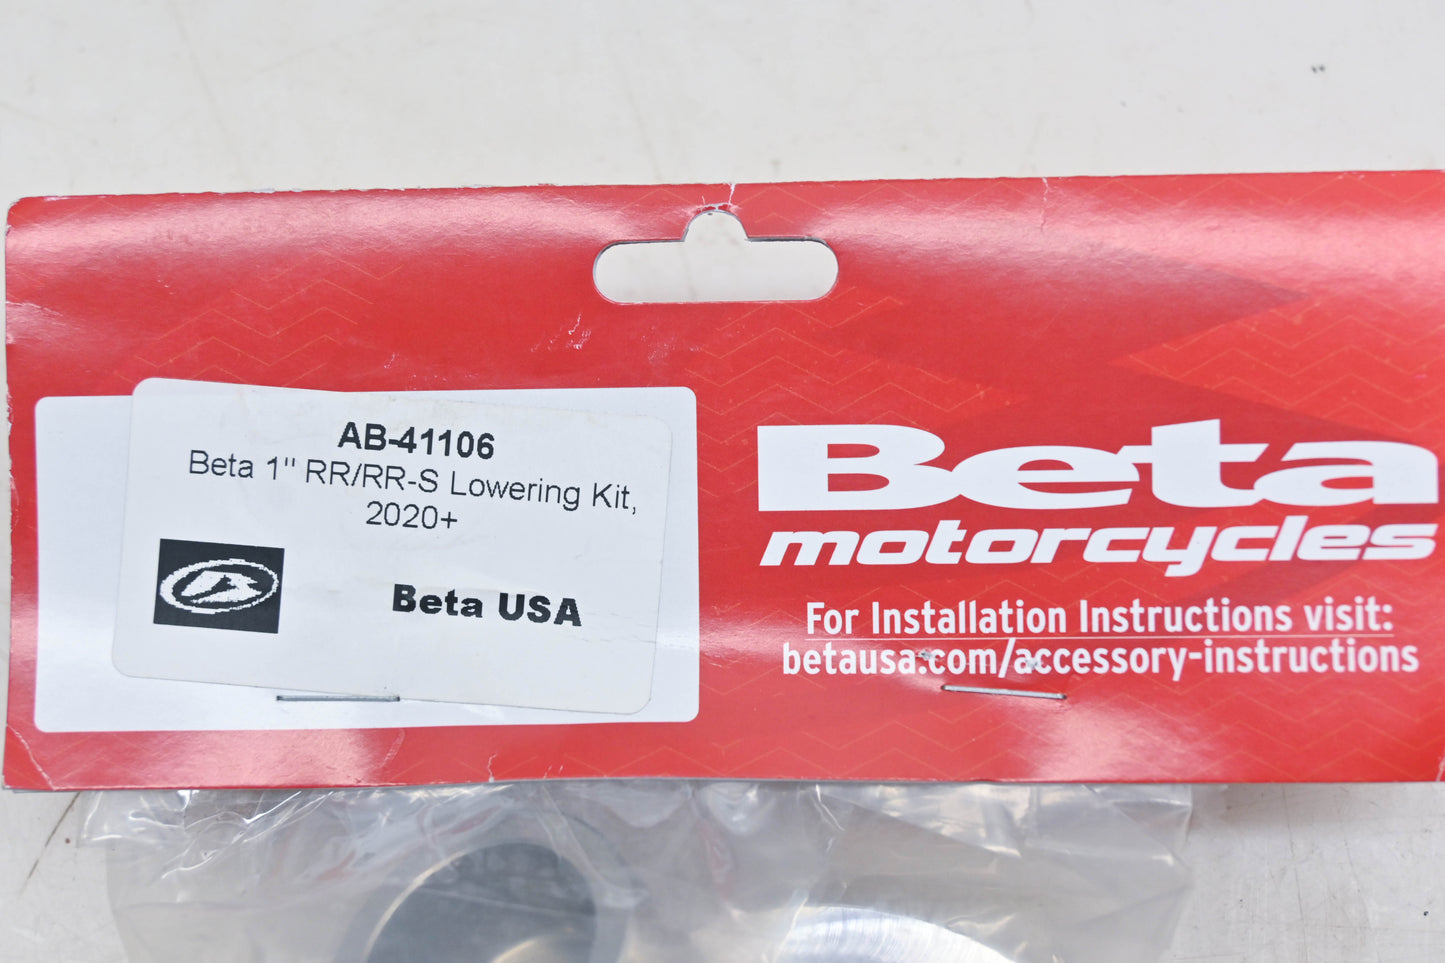 AB-41106
Beta 1" RR/RR-S Lowering Kit,
2020+
Beta USA
Beta
motorcycles
For Installation Instructions visit:
betausa.com/accessory-instructions